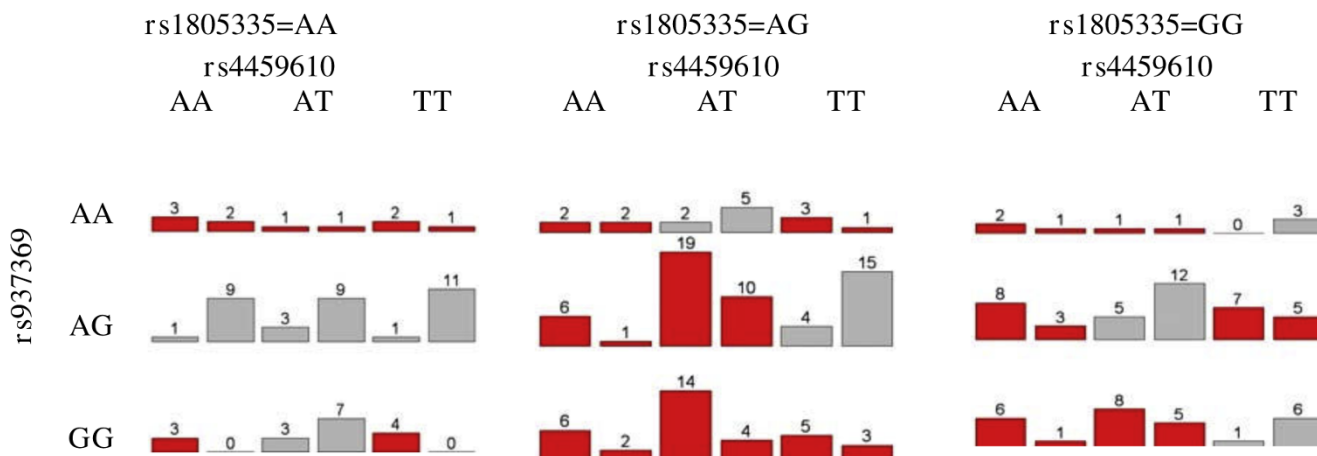 rs1805335=AA rs1805335=AG rs1805335=GG
rs4459610 rs4459610 rs4459610
AA AT TT AA AT TT AA AT TT
rs937369
AA 3 2 1 1 2 1 2 2 2 5 3 1 2 1 1 1 0 3
AG 1 9 3 9 1 11 6 1 19 10 4 15 8 3 5 12 7 5
GG 3 0 3 7 4 0 6 2 14 4 5 3 6 1 8 5 1 6